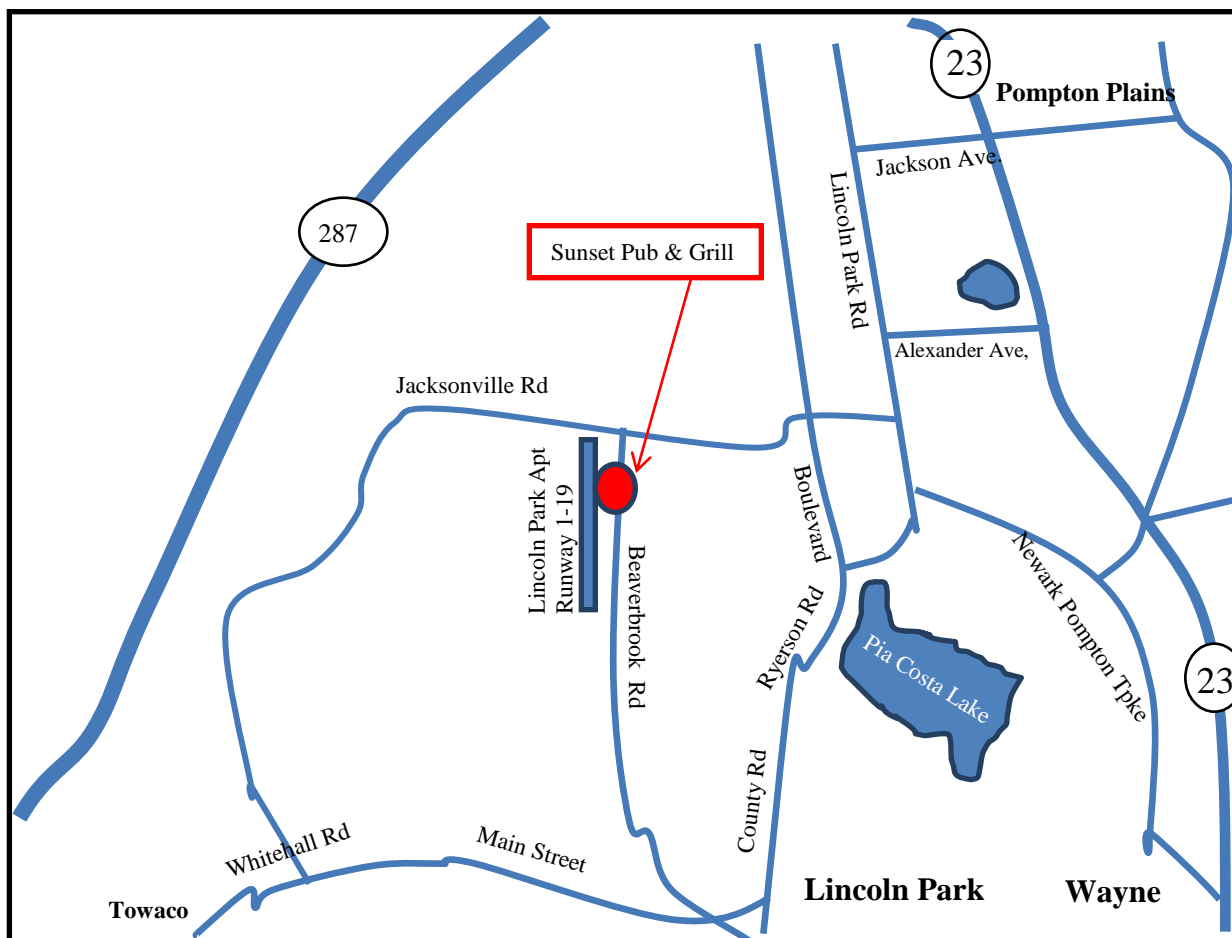 23
Pompton Plains
Jackson Ave.
Lincoln Park Rd
287
Sunset Pub & Grill
Alexander Ave,
Jacksonville Rd
Lincoln Park Apt
Runway 1-19
Boulevard
Beaverbrook Rd
Newark Pompton Tpke
Ryerson Rd
Pia Costa Lake
23
County Rd
Whitehall Rd
Main Street
Lincoln Park
Wayne
Towaco